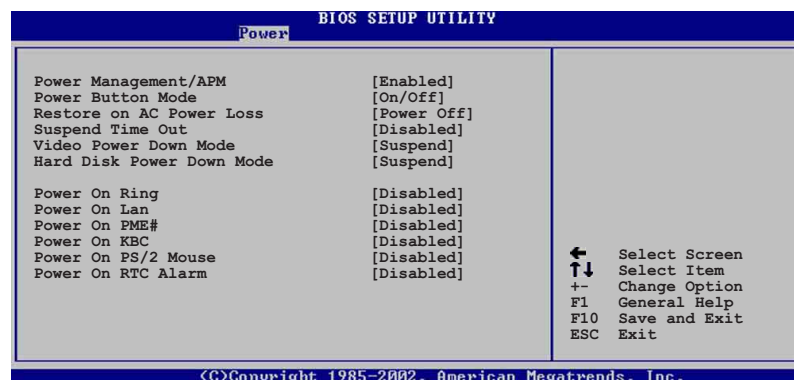 BIOS SETUP UTILITY
Power
Power Management/APM [Enabled]
Power Button Mode [On/Off]
Restore on AC Power Loss [Power Off]
Suspend Time Out [Disabled]
Video Power Down Mode [Suspend]
Hard Disk Power Down Mode [Suspend]
Power On Ring [Disabled]
Power On Lan [Disabled]
Power On PME# [Disabled]
Power On KBC [Disabled]
Power On PS/2 Mouse [Disabled]
Power On RTC Alarm [Disabled]
← Select Screen
↑↓ Select Item
+- Change Option
F1 General Help
F10 Save and Exit
ESC Exit
(C)Copyright 1985-2002, American Megatrends, Inc.